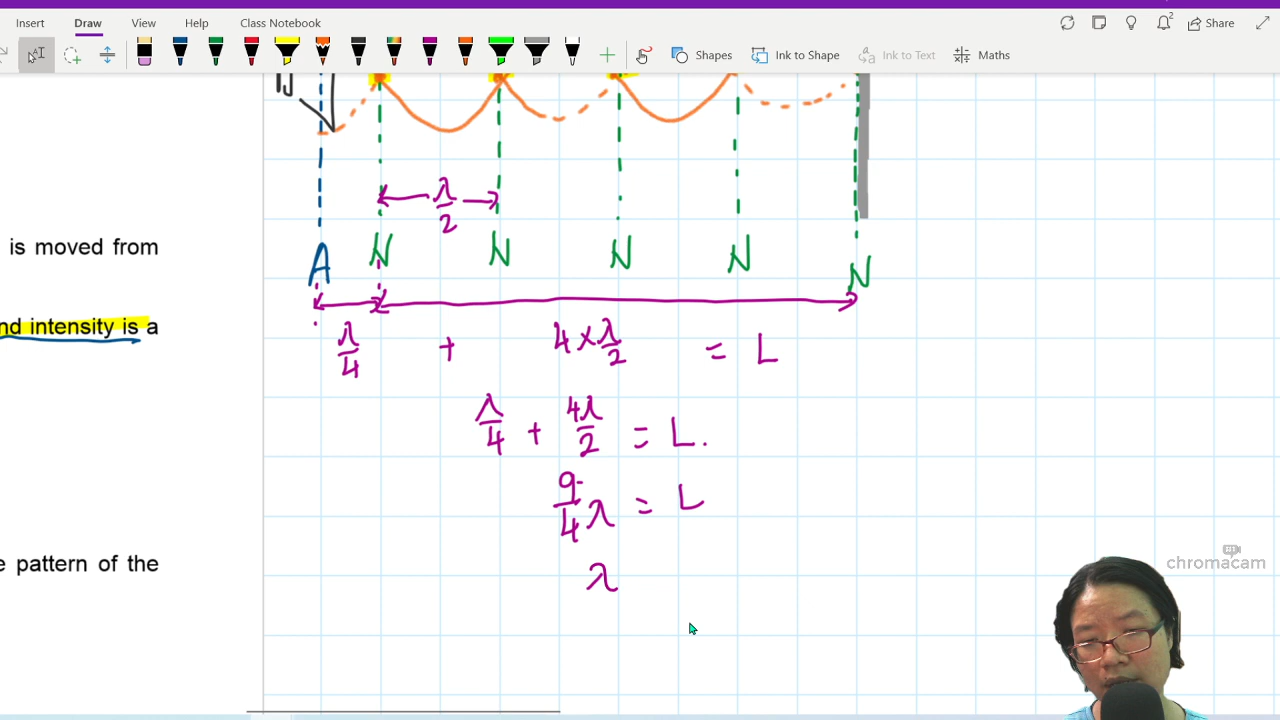 Insert Draw View Help Class Notebook Share
Shapes Ink to Shape Ink to Text Maths
λ/2
is moved from
A N N N N N
nd intensity is a
λ/4 + 4×λ/2 = L
λ/4 + 4λ/2 = L.
9/4 λ = L
chromacam
e pattern of the
λ